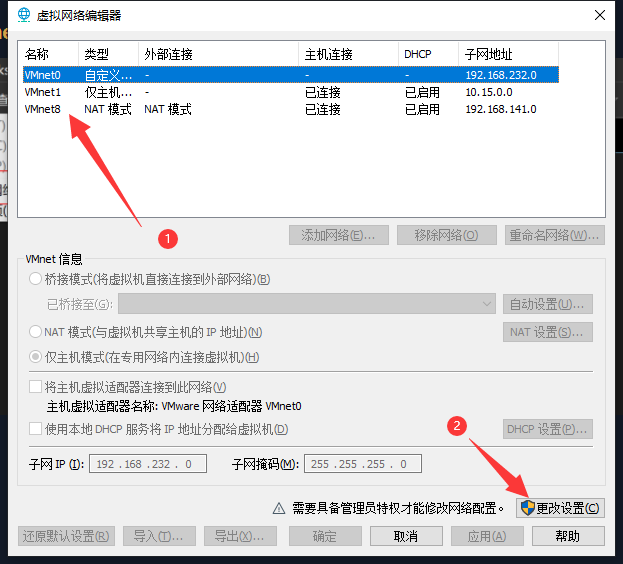 虚拟网络编辑器
名称 类型 外部连接 主机连接 DHCP 子网地址
VMnet0 自定义... - - - 192.168.232.0
VMnet1 仅主机... - 已连接 已启用 10.15.0.0
VMnet8 NAT 模式 NAT 模式 已连接 已启用 192.168.141.0
1
添加网络(E)... 移除网络(O) 重命名网络(W)...
VMnet 信息
桥接模式(将虚拟机直接连接到外部网络)(B)
已桥接至(G): 自动设置(U)...
NAT 模式(与虚拟机共享主机的 IP 地址)(N) NAT 设置(S)...
仅主机模式(在专用网络内连接虚拟机)(H)
将主机虚拟适配器连接到此网络(V)
主机虚拟适配器名称: VMware 网络适配器 VMnet0
使用本地 DHCP 服务将 IP 地址分配给虚拟机(D) DHCP 设置(P)...
2
子网 IP (I): 192 . 168 . 232 . 0 子网掩码(M): 255 . 255 . 255 . 0
需要具备管理员特权才能修改网络配置。 更改设置(C)
还原默认设置(R) 导入(T)... 导出(X)... 确定 取消 应用(A) 帮助